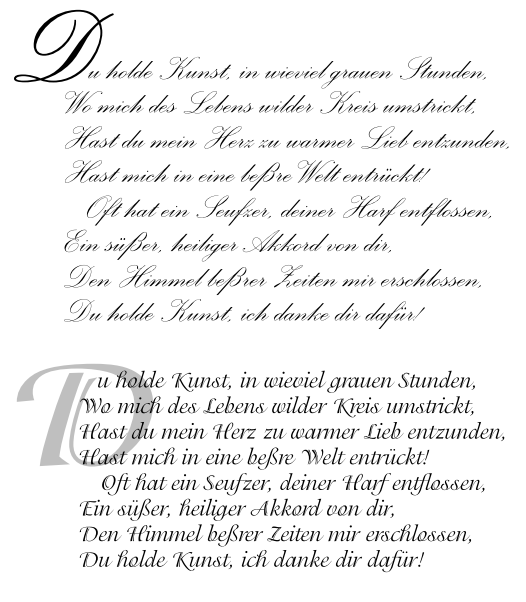 Du holde Kunst, in wieviel grauen Stunden,
Wo mich des Lebens wilder Kreis umstrickt,
Hast du mein Herz zu warmer Lieb entzunden,
Hast mich in eine beßre Welt entrückt!
Oft hat ein Seufzer, deiner Harf entflossen,
Ein süßer, heiliger Akkord von dir,
Den Himmel beßrer Zeiten mir erschlossen,
Du holde Kunst, ich danke dir dafür!
Du holde Kunst, in wieviel grauen Stunden,
Wo mich des Lebens wilder Kreis umstrickt,
Hast du mein Herz zu warmer Lieb entzunden,
Hast mich in eine beßre Welt entrückt!
Oft hat ein Seufzer, deiner Harf entflossen,
Ein süßer, heiliger Akkord von dir,
Den Himmel beßrer Zeiten mir erschlossen,
Du holde Kunst, ich danke dir dafür!